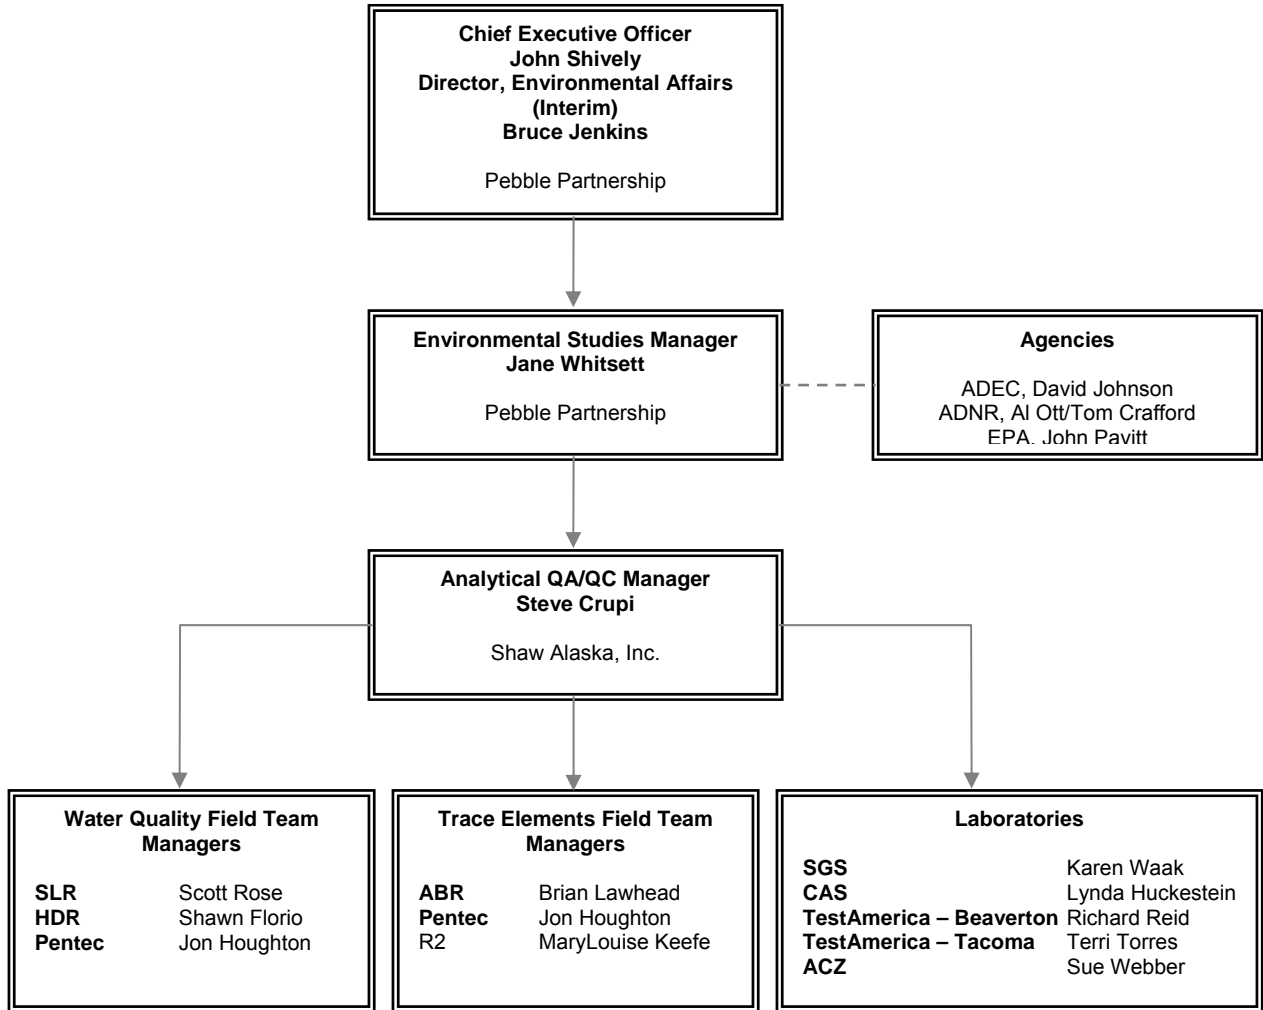 Chief Executive Officer
John Shively
Director, Environmental Affairs
(Interim)
Bruce Jenkins
Pebble Partnership
Environmental Studies Manager
Jane Whitsett
Pebble Partnership
Agencies
ADEC, David Johnson
ADNR, Al Ott/Tom Crafford
EPA, John Pavitt
Analytical QA/QC Manager
Steve Crupi
Shaw Alaska, Inc.
Water Quality Field Team
Managers
SLR Scott Rose
HDR Shawn Florio
Pentec Jon Houghton
Trace Elements Field Team
Managers
ABR Brian Lawhead
Pentec Jon Houghton
R2 MaryLouise Keefe
Laboratories
SGS Karen Waak
CAS Lynda Huckestein
TestAmerica – Beaverton Richard Reid
TestAmerica – Tacoma Terri Torres
ACZ Sue Webber